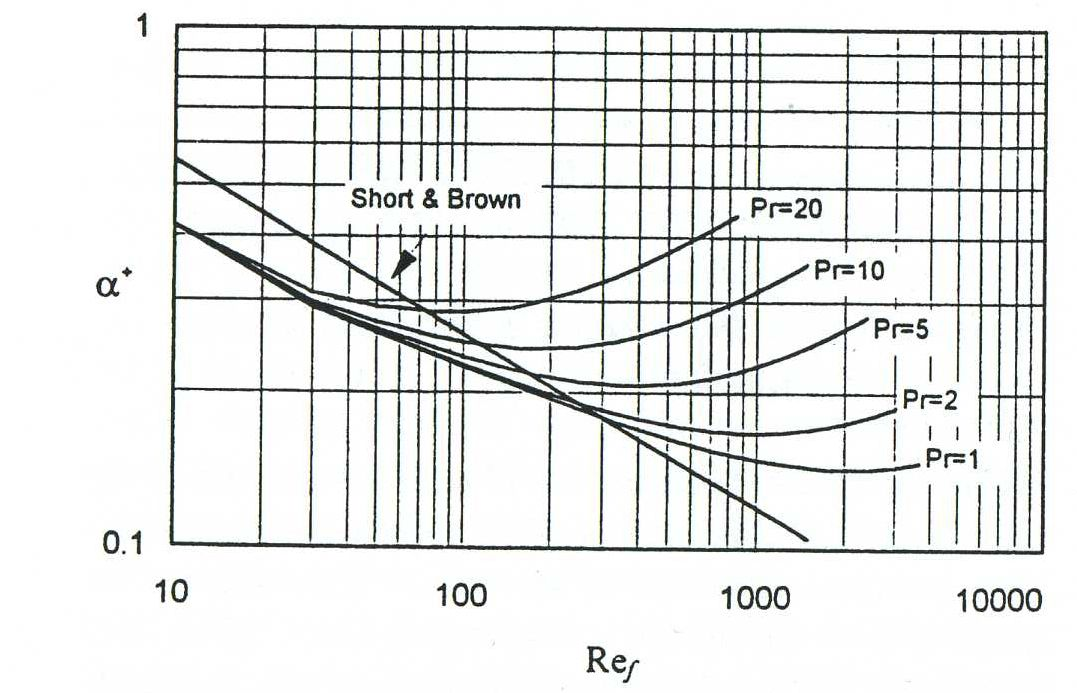 1
Short & Brown
Pr=20
Pr=10
α⁺
Pr=5
Pr=2
Pr=1
0.1
10 100 1000 10000
Re_f